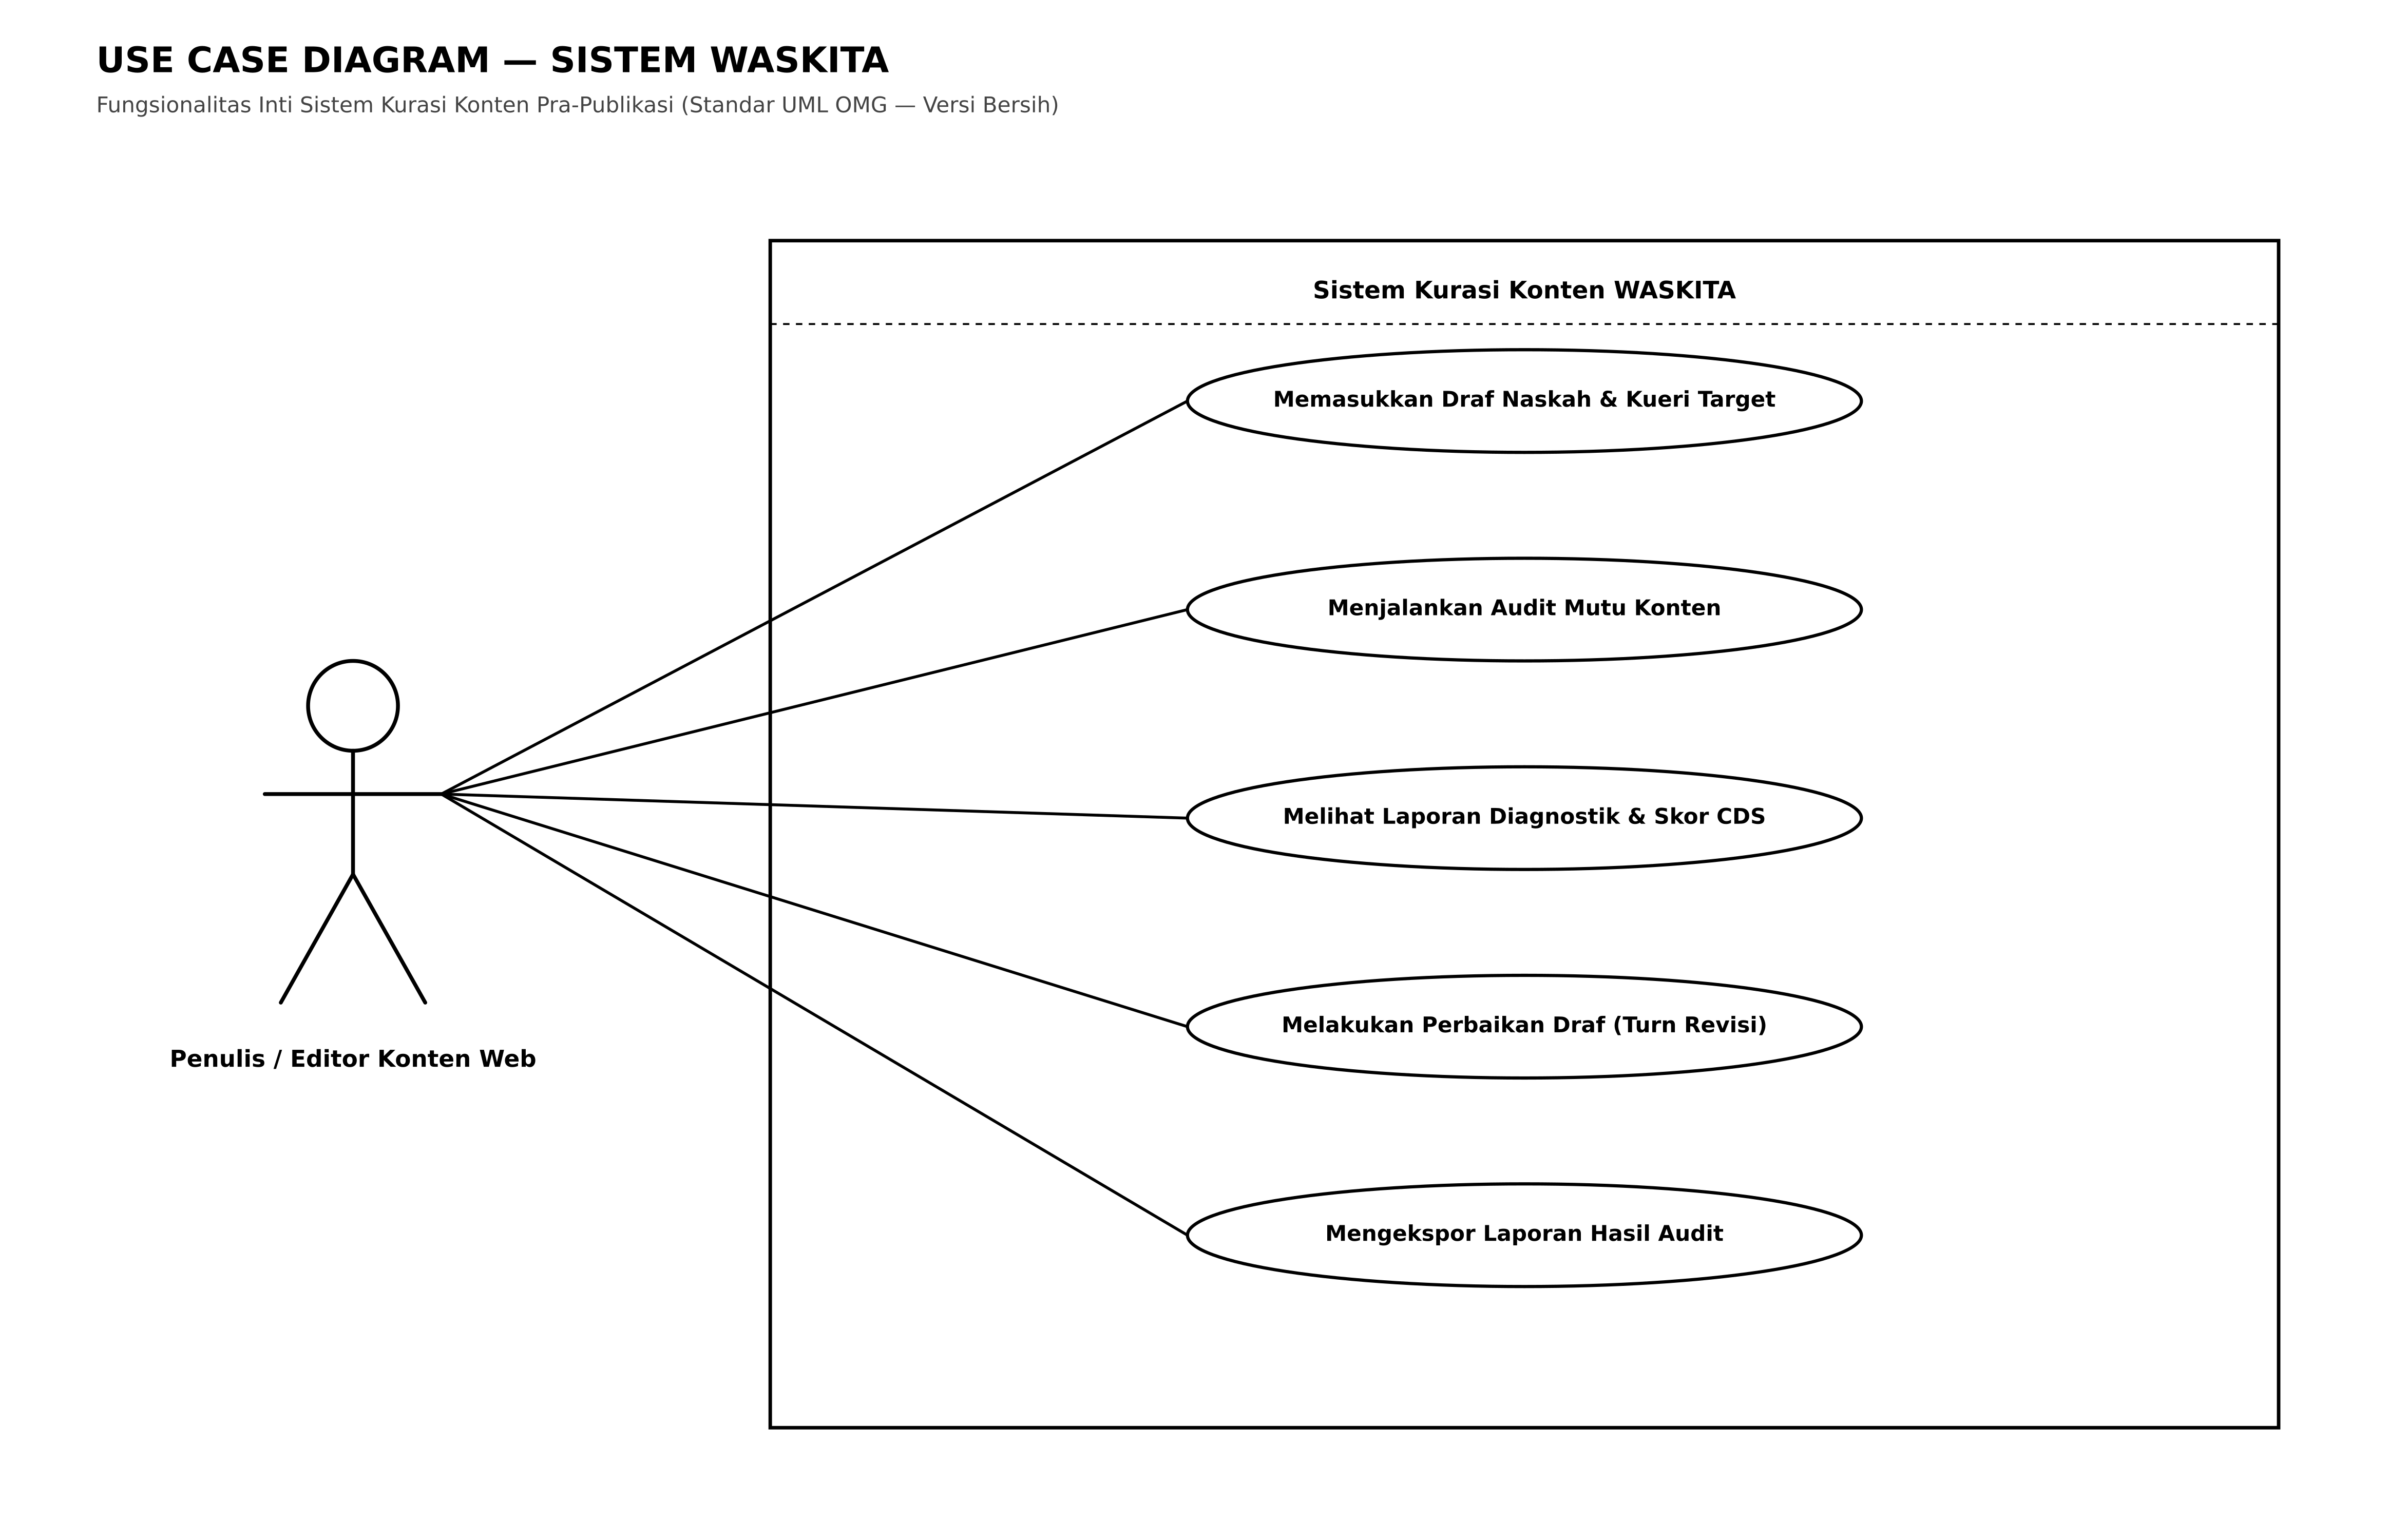 USE CASE DIAGRAM — SISTEM WASKITA
Fungsionalitas Inti Sistem Kurasi Konten Pra-Publikasi (Standar UML OMG — Versi Bersih)
Sistem Kurasi Konten WASKITA
Memasukkan Draf Naskah & Kueri Target
Menjalankan Audit Mutu Konten
Melihat Laporan Diagnostik & Skor CDS
Melakukan Perbaikan Draf (Turn Revisi)
Penulis / Editor Konten Web
Mengekspor Laporan Hasil Audit